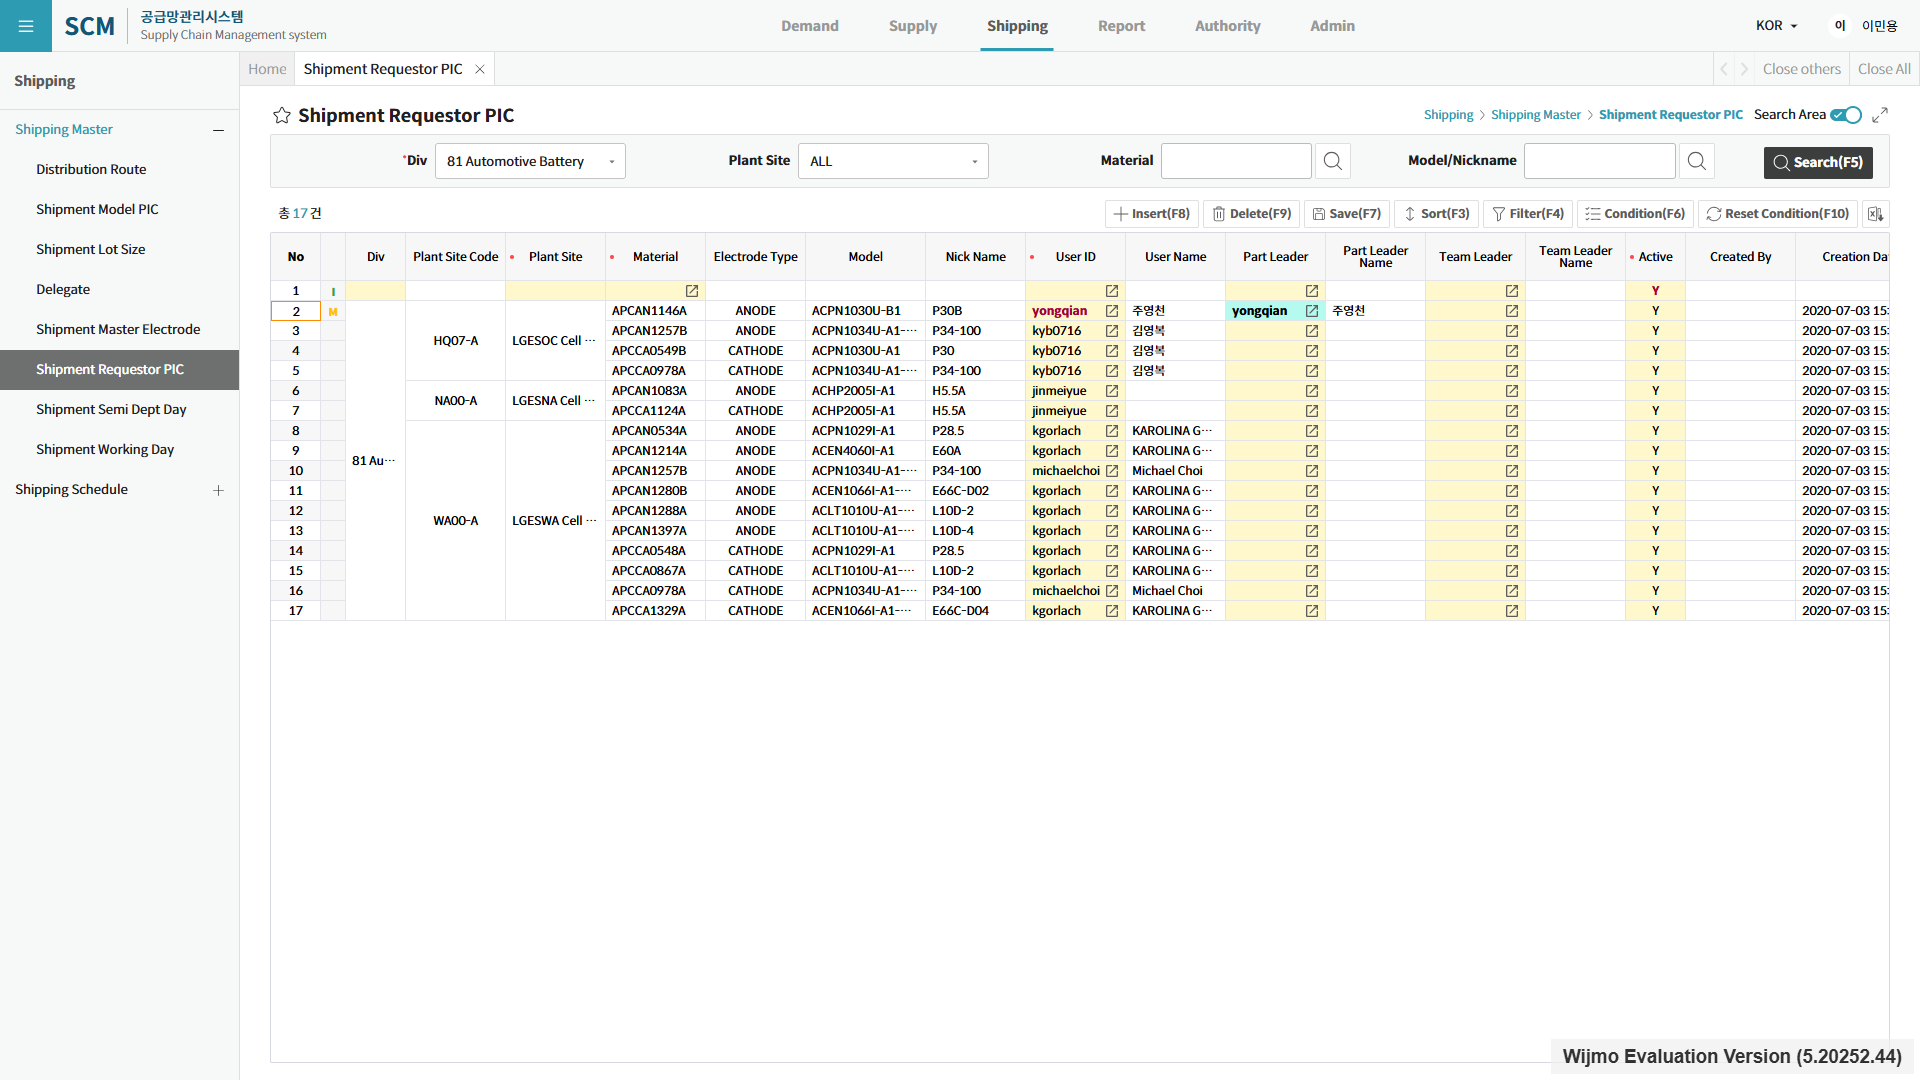 SCM
공급망관리시스템
Supply Chain Management system
Demand Supply Shipping Report Authority Admin
KOR 이 이민용
Shipping
Home Shipment Requestor PIC Close others Close All
Shipping Master
Distribution Route
Shipment Model PIC
Shipment Lot Size
Delegate
Shipment Master Electrode
Shipment Requestor PIC
Shipment Semi Dept Day
Shipment Working Day
Shipping Schedule
Shipment Requestor PIC
Shipping > Shipping Master > Shipment Requestor PIC Search Area
*Div 81 Automotive Battery Plant Site ALL Material Model/Nickname Search(F5)
총 17 건
Insert(F8) Delete(F9) Save(F7) Sort(F3) Filter(F4) Condition(F6) Reset Condition(F10)
No Div Plant Site Code Plant Site Material Electrode Type Model Nick Name User ID User Name Part Leader Part Leader Name Team Leader Team Leader Name Active Created By Creation Da
1 I Y
2 M APCAN1146A ANODE ACPN1030U-B1 P30B yongqian 주영천 yongqian 주영천 Y 2020-07-03 15:
3 APCAN1257B ANODE ACPN1034U-A1-··· P34-100 kyb0716 김영복 Y 2020-07-03 15:
HQ07-A LGESOC Cell ···
4 APCCA0549B CATHODE ACPN1030U-A1 P30 kyb0716 김영복 Y 2020-07-03 15:
5 APCCA0978A CATHODE ACPN1034U-A1-··· P34-100 kyb0716 김영복 Y 2020-07-03 15:
6 APCAN1083A ANODE ACHP2005I-A1 H5.5A jinmeiyue Y 2020-07-03 15:
NA00-A LGESNA Cell ···
7 APCCA1124A CATHODE ACHP2005I-A1 H5.5A jinmeiyue Y 2020-07-03 15:
8 APCAN0534A ANODE ACPN1029I-A1 P28.5 kgorlach KAROLINA G··· Y 2020-07-03 15:
9 APCAN1214A ANODE ACEN4060I-A1 E60A kgorlach KAROLINA G··· Y 2020-07-03 15:
81 Au···
10 APCAN1257B ANODE ACPN1034U-A1-··· P34-100 michaelchoi Michael Choi Y 2020-07-03 15:
11 APCAN1280B ANODE ACEN1066I-A1-··· E66C-D02 kgorlach KAROLINA G··· Y 2020-07-03 15:
12 APCAN1288A ANODE ACLT1010U-A1-··· L10D-2 kgorlach KAROLINA G··· Y 2020-07-03 15:
WA00-A LGESWA Cell ···
13 APCAN1397A ANODE ACLT1010U-A1-··· L10D-4 kgorlach KAROLINA G··· Y 2020-07-03 15:
14 APCCA0548A CATHODE ACPN1029I-A1 P28.5 kgorlach KAROLINA G··· Y 2020-07-03 15:
15 APCCA0867A CATHODE ACLT1010U-A1-··· L10D-2 kgorlach KAROLINA G··· Y 2020-07-03 15:
16 APCCA0978A CATHODE ACPN1034U-A1-··· P34-100 michaelchoi Michael Choi Y 2020-07-03 15:
17 APCCA1329A CATHODE ACEN1066I-A1-··· E66C-D04 kgorlach KAROLINA G··· Y 2020-07-03 15:
Wijmo Evaluation Version (5.20252.44)